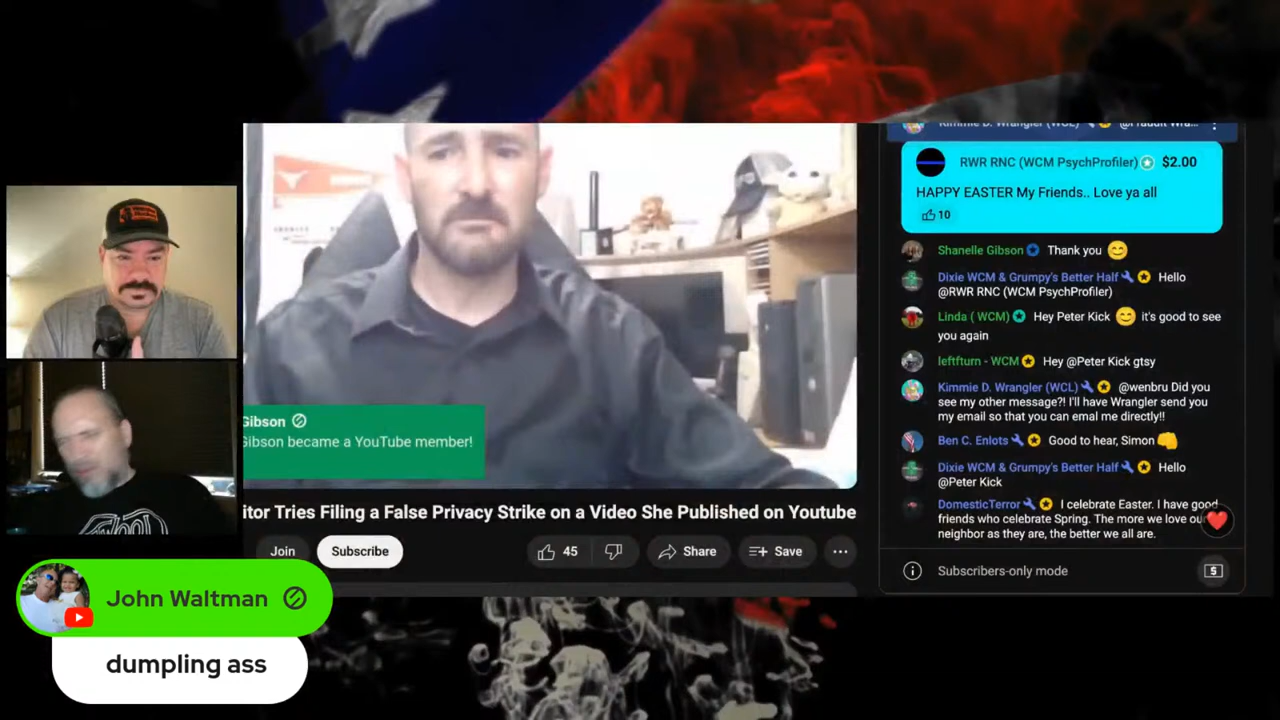 Kimmie D. Wrangler (WCL)
RWR RNC (WCM PsychProfiler) $2.00
HAPPY EASTER My Friends.. Love ya all
10
Shanelle Gibson Thank you
Dixie WCM & Grumpy's Better Half Hello
@RWR RNC (WCM PsychProfiler)
Linda ( WCM) Hey Peter Kick it's good to see
you again
leftfturn - WCM Hey @Peter Kick gtsy
Kimmie D. Wrangler (WCL) @wenbru Did you
see my other message?! I'll have Wrangler send you
my email so that you can emal me directly!!
Ben C. Enlots Good to hear, Simon
Dixie WCM & Grumpy's Better Half Hello
@Peter Kick
DomesticTerror I celebrate Easter. I have good
friends who celebrate Spring. The more we love our
neighbor as they are, the better we all are.
Subscribers-only mode
Gibson
Gibson became a YouTube member!
itor Tries Filing a False Privacy Strike on a Video She Published on Youtube
Join Subscribe 45 Share Save
John Waltman
dumpling ass